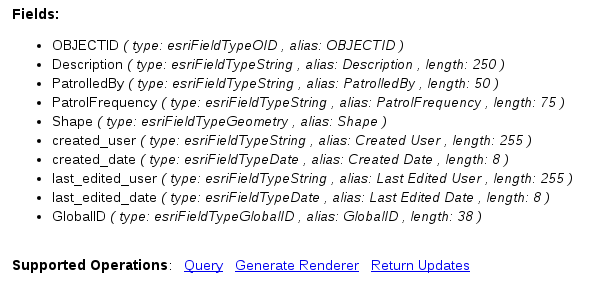 Fields:
OBJECTID ( type: esriFieldTypeOID , alias: OBJECTID )
Description ( type: esriFieldTypeString , alias: Description , length: 250 )
PatrolledBy ( type: esriFieldTypeString , alias: PatrolledBy , length: 50 )
PatrolFrequency ( type: esriFieldTypeString , alias: PatrolFrequency , length: 75 )
Shape ( type: esriFieldTypeGeometry , alias: Shape )
created_user ( type: esriFieldTypeString , alias: Created User , length: 255 )
created_date ( type: esriFieldTypeDate , alias: Created Date , length: 8 )
last_edited_user ( type: esriFieldTypeString , alias: Last Edited User , length: 255 )
last_edited_date ( type: esriFieldTypeDate , alias: Last Edited Date , length: 8 )
GlobalID ( type: esriFieldTypeGlobalID , alias: GlobalID , length: 38 )
Supported Operations: Query Generate Renderer Return Updates